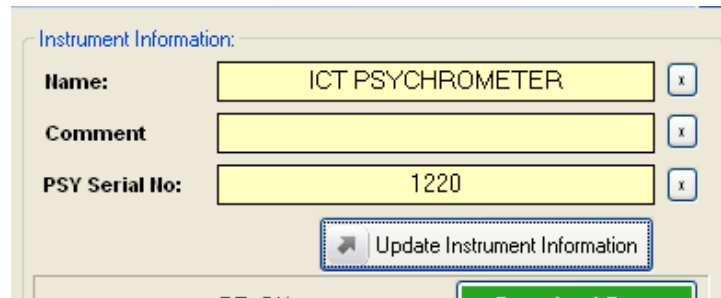 Instrument Information:
Name: ICT PSYCHROMETER x
Comment x
PSY Serial No: 1220 x
Update Instrument Information